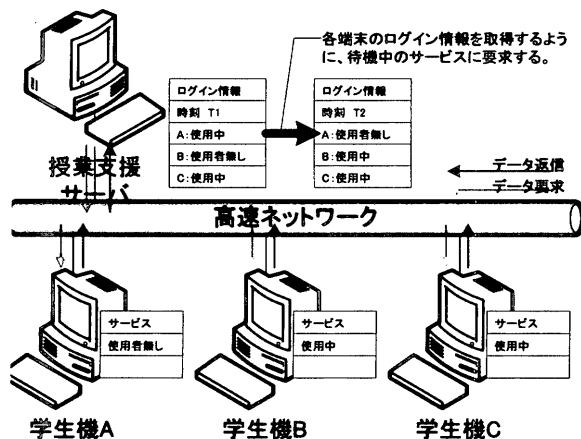 各端末のログイン情報を取得するよう
に、待機中のサービスに要求する。
ログイン情報
時刻 T1
A:使用中
B:使用者無し
C:使用中
ログイン情報
時刻 T2
A:使用者無し
B:使用中
C:使用中
授業支援
サーバ
データ返信
データ要求
高速ネットワーク
サービス
使用者無し
サービス
使用中
サービス
使用中
学生機A
学生機B
学生機C